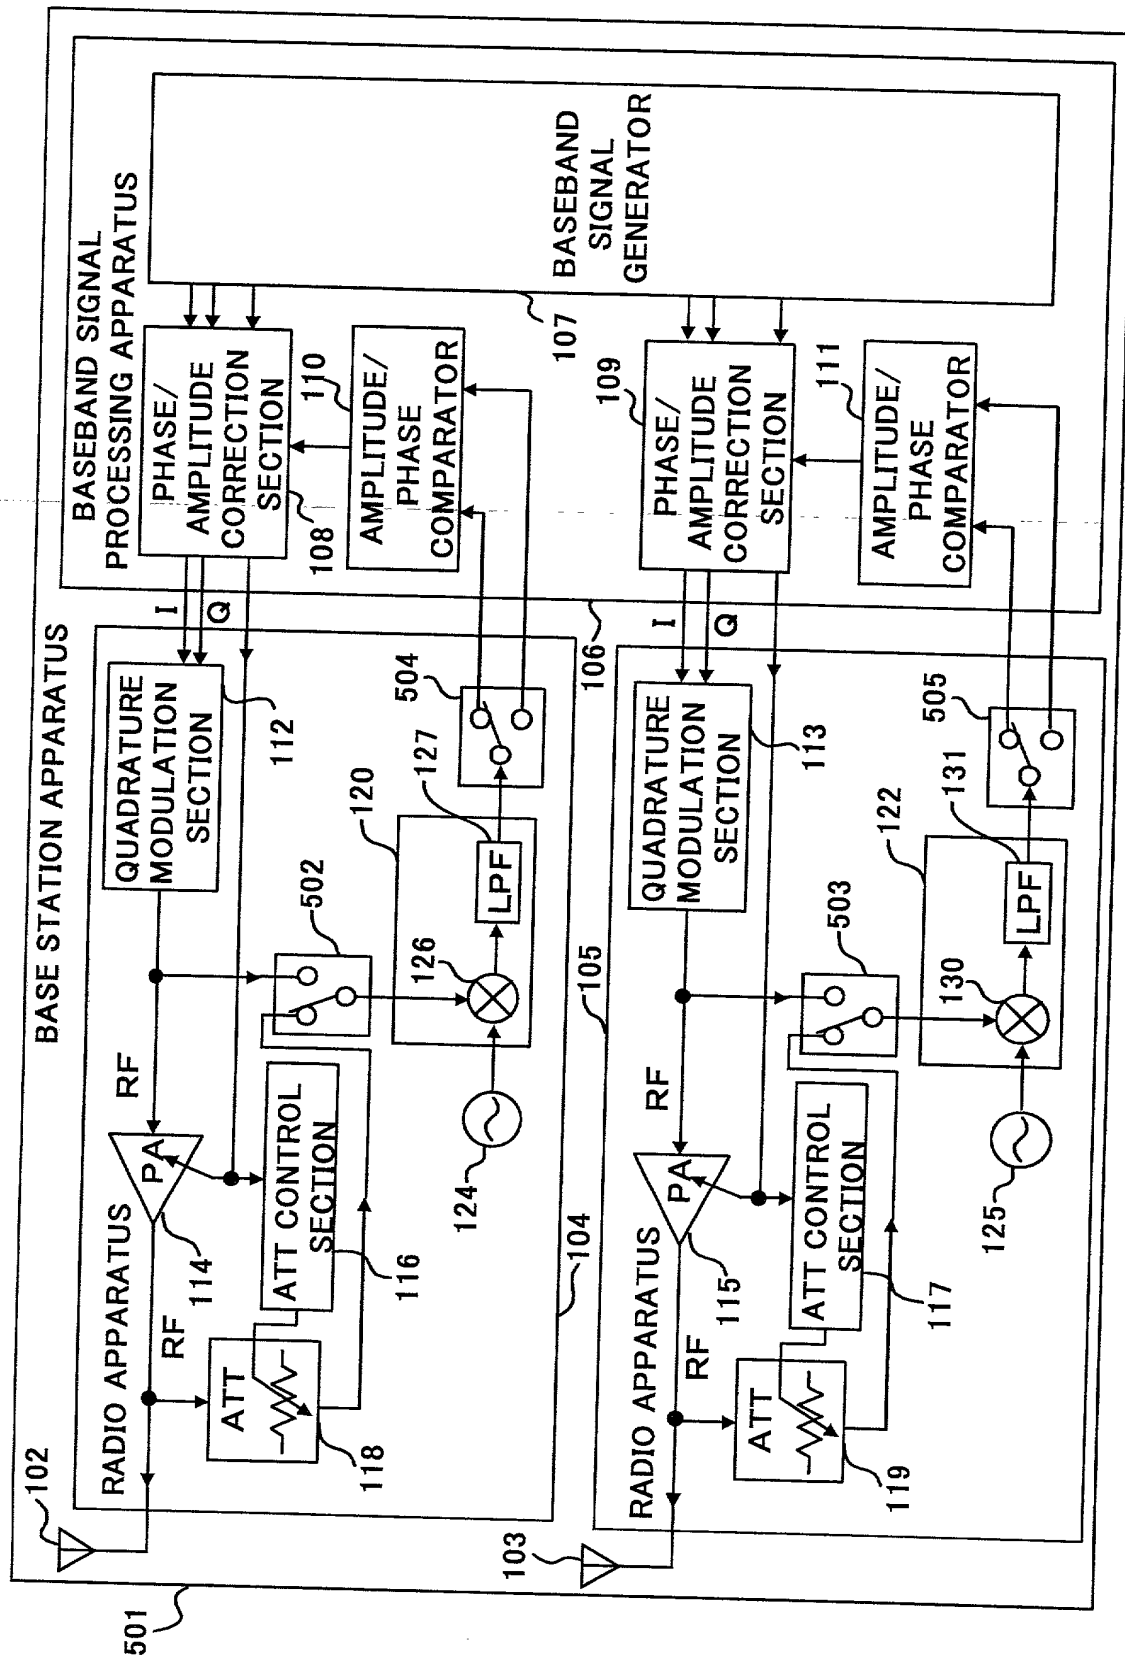 BASE STATION APPARATUS
501
102
RADIO APPARATUS
RF
PA
114
RF
QUADRATURE
MODULATION
SECTION
112
I
Q
ATT
118
ATT CONTROL
SECTION
116
502
124
126
120
LPF
127
504
104
BASEBAND SIGNAL
PROCESSING APPARATUS
PHASE/
AMPLITUDE
CORRECTION
SECTION
108
110
AMPLITUDE/
PHASE
COMPARATOR
BASEBAND
SIGNAL
GENERATOR
107
106
103
RADIO APPARATUS
105
RF
PA
115
RF
QUADRATURE
MODULATION
SECTION
113
I
Q
ATT
119
ATT CONTROL
SECTION
117
503
125
130
122
LPF
131
505
109
PHASE/
AMPLITUDE
CORRECTION
SECTION
111
AMPLITUDE/
PHASE
COMPARATOR